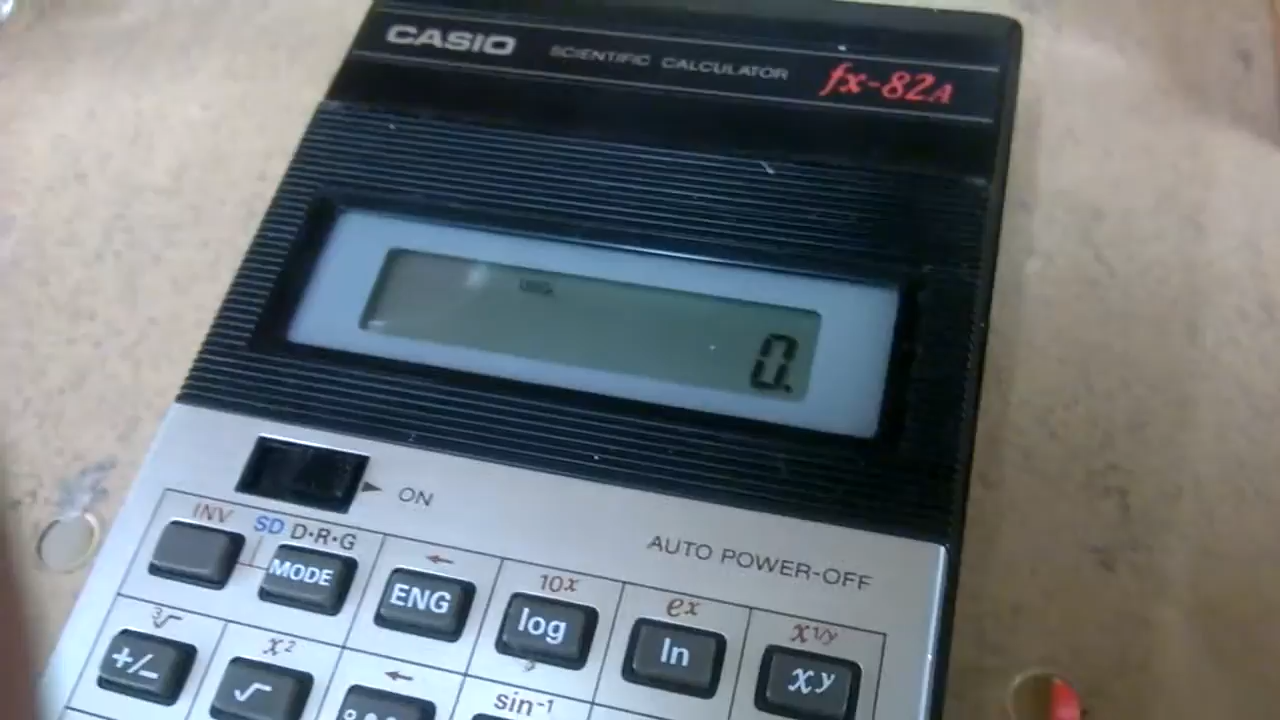 CASIO SCIENTIFIC CALCULATOR fx-82A
0.
ON
AUTO POWER-OFF
INV SD D·R·G ← 10x ex x1/y
MODE ENG log ln xy
3√ x2 ← sin-1
+/− √ °